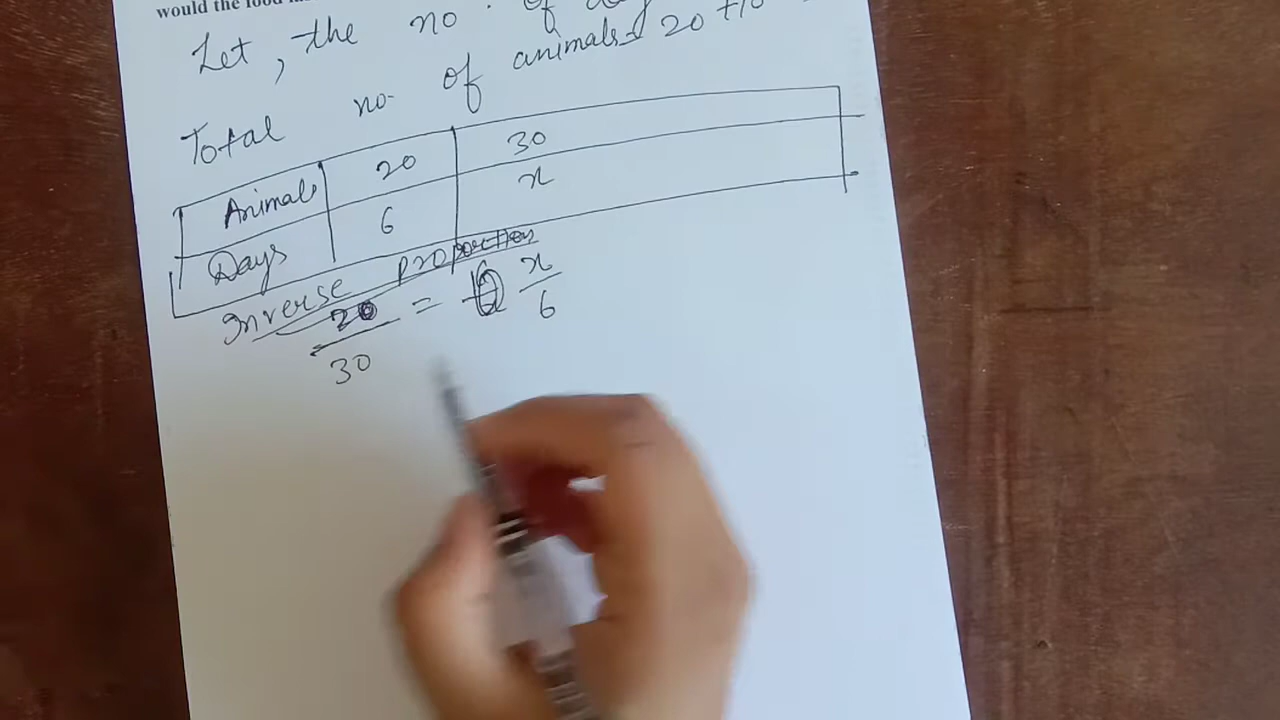 would the food
Let, the no. of
Total no. of animals = 20 + 10
Animals 20 30
Days 6 x
Inverse proportion
20/30 = x/6